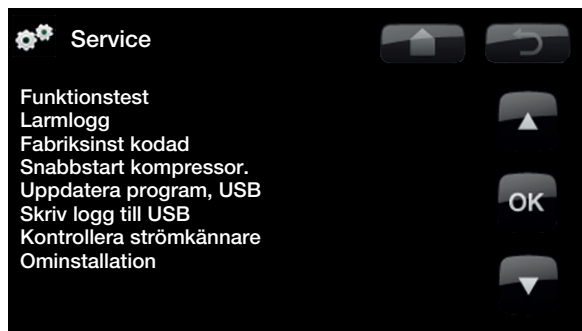 Service
Funktionstest
Larmlogg
Fabriksinst kodad
Snabbstart kompressor.
Uppdatera program, USB
Skriv logg till USB
Kontrollera strömkännare
Ominstallation
OK